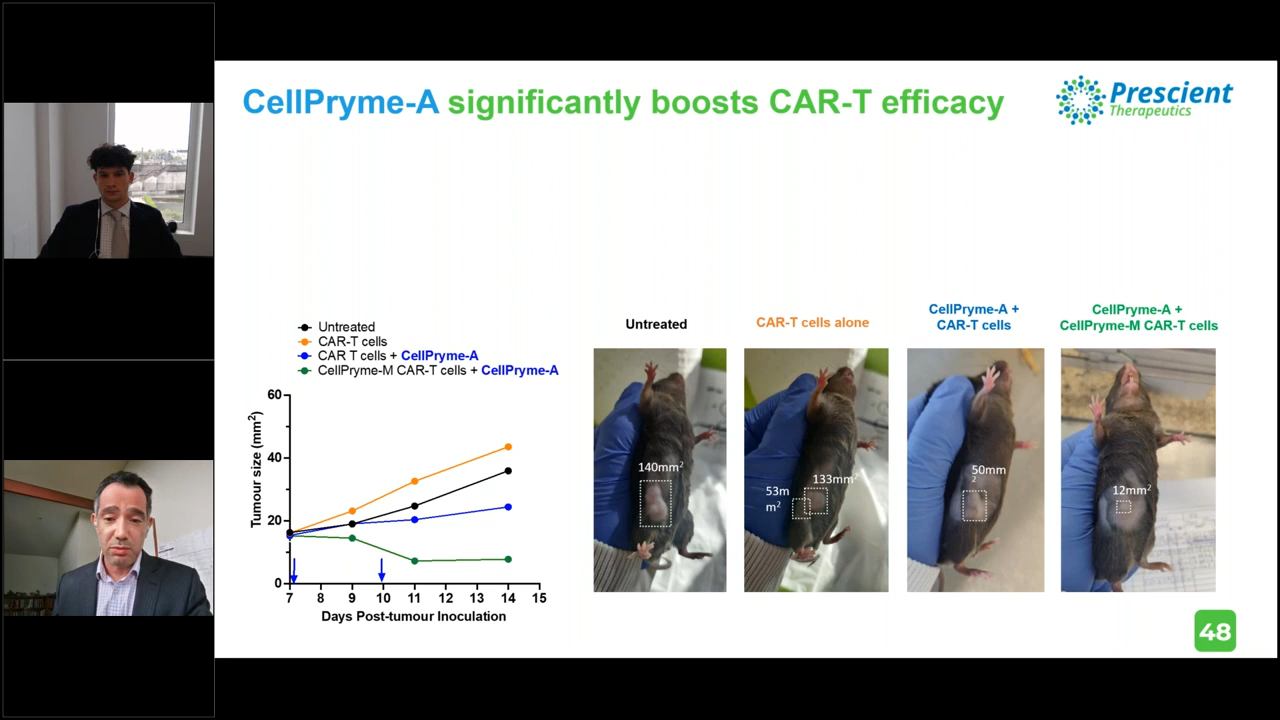 CellPryme-A significantly boosts CAR-T efficacy
Prescient
Therapeutics
Untreated
CAR-T cells
CAR T cells + CellPryme-A
CellPryme-M CAR-T cells + CellPryme-A
Tumour size (mm²)
60
40
20
0
7 8 9 10 11 12 13 14 15
Days Post-tumour Inoculation
Untreated
CAR-T cells alone
CellPryme-A +
CAR-T cells
CellPryme-A +
CellPryme-M CAR-T cells
140mm²
53m
m²
133mm²
50mm
2
12mm²
48